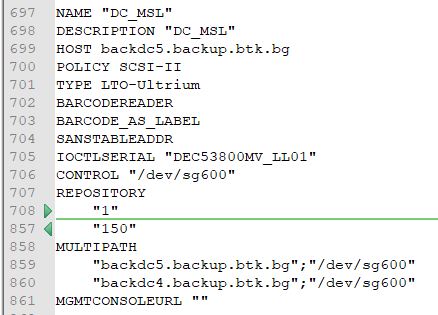 697 NAME "DC_MSL"
698 DESCRIPTION "DC_MSL"
699 HOST backdc5.backup.btk.bg
700 POLICY SCSI-II
701 TYPE LTO-Ultrium
702 BARCODEREADER
703 BARCODE_AS_LABEL
704 SANSTABLEADDR
705 IOCTLSERIAL "DEC53800MV_LL01"
706 CONTROL "/dev/sg600"
707 REPOSITORY
708 "1"
857 "150"
858 MULTIPATH
859 "backdc5.backup.btk.bg";"/dev/sg600"
860 "backdc4.backup.btk.bg";"/dev/sg600"
861 MGMTCONSOLEURL ""